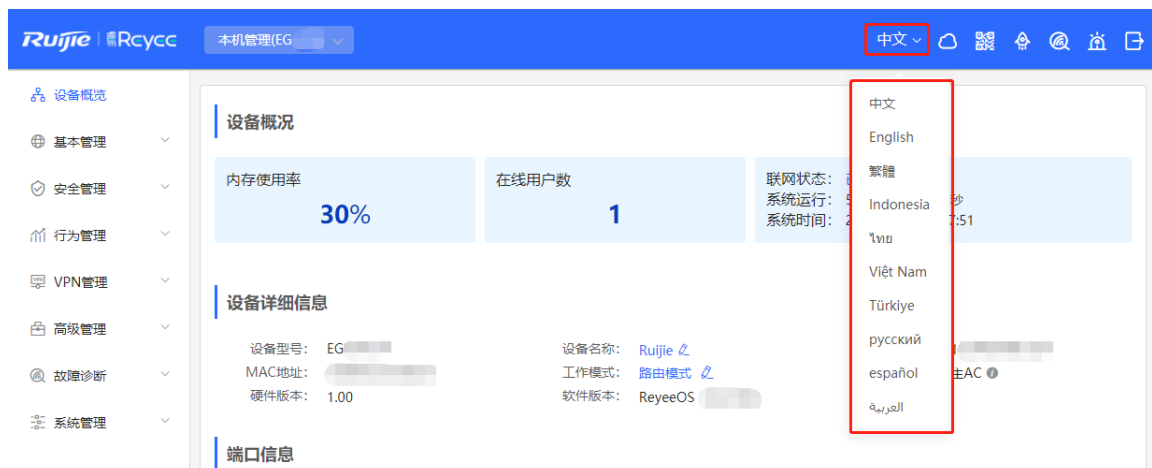 Ruijie 睿易 Reyee 本机管理(EG 中文
设备概览
基本管理
安全管理
行为管理
VPN管理
高级管理
故障诊断
系统管理
设备概况
内存使用率
30%
在线用户数
1
联网状态：
系统运行： 秒
系统时间： 2 7:51
中文
English
繁體
Indonesia
ไทย
Việt Nam
Türkiye
русский
español
العربية
设备详细信息
设备型号： EG
设备名称： Ruijie
MAC地址：
工作模式： 路由模式
主AC
硬件版本： 1.00
软件版本： ReyeeOS
端口信息